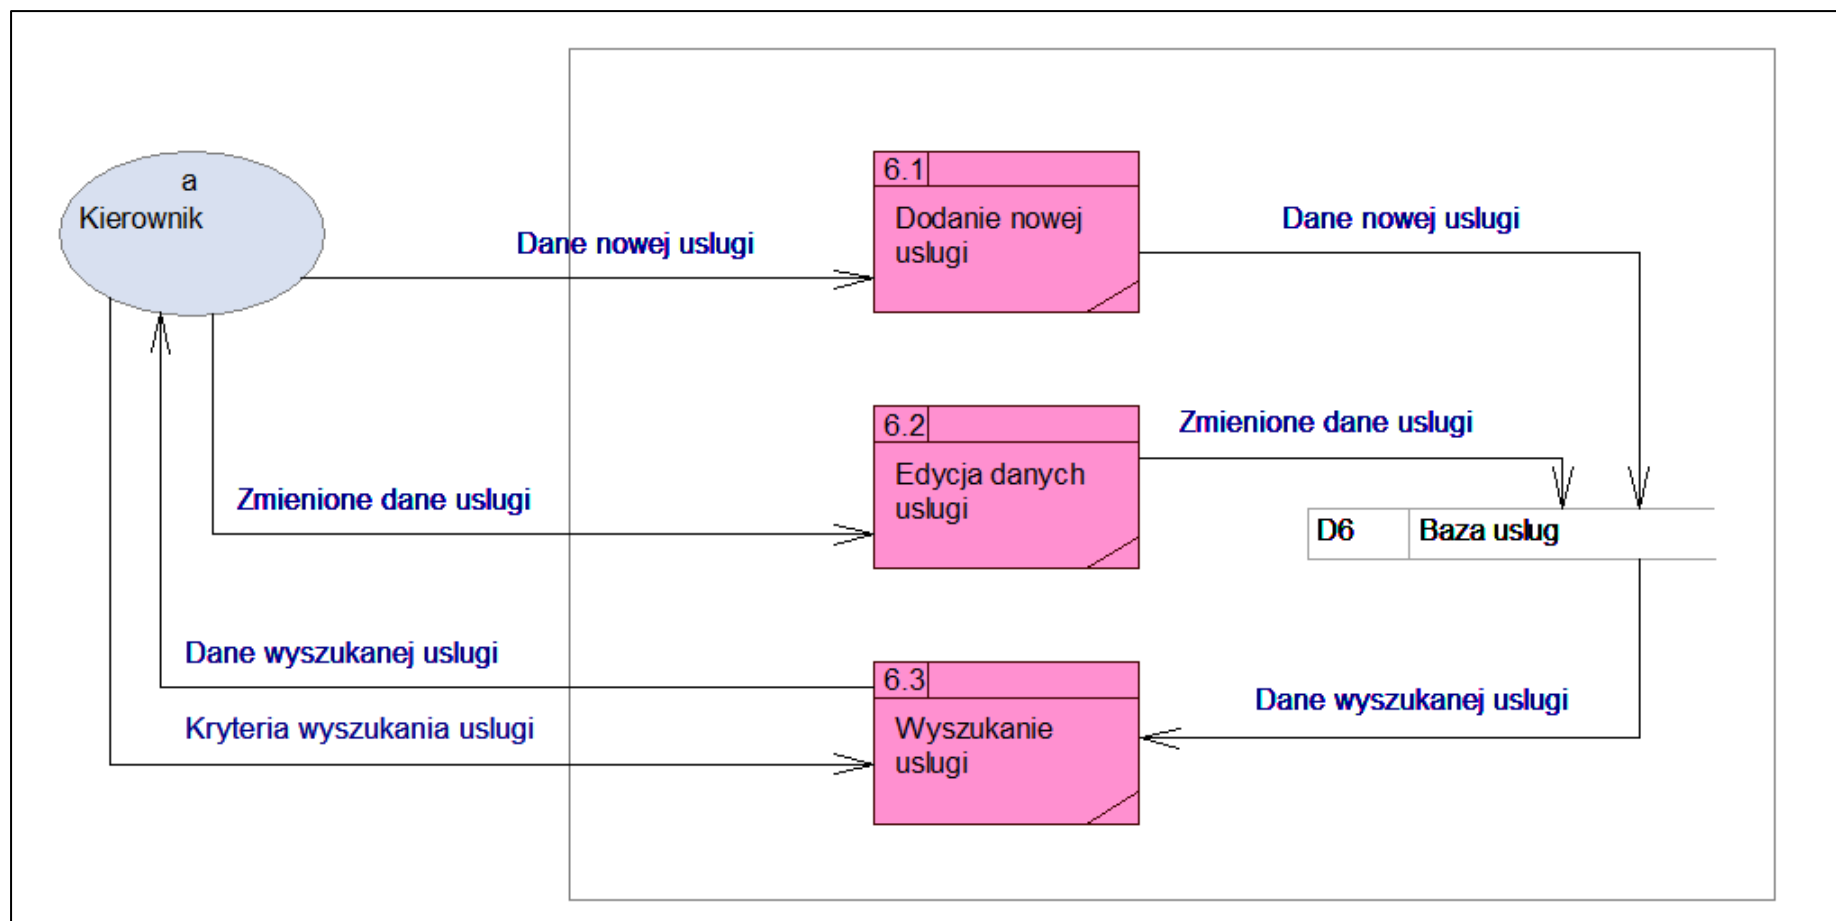 a
Kierownik
Dane nowej uslugi
6.1
Dodanie nowej
uslugi
Dane nowej uslugi
6.2
Edycja danych
uslugi
Zmienione dane uslugi
Zmienione dane uslugi
D6 Baza uslug
Dane wyszukanej uslugi
Kryteria wyszukania uslugi
6.3
Wyszukanie
uslugi
Dane wyszukanej uslugi